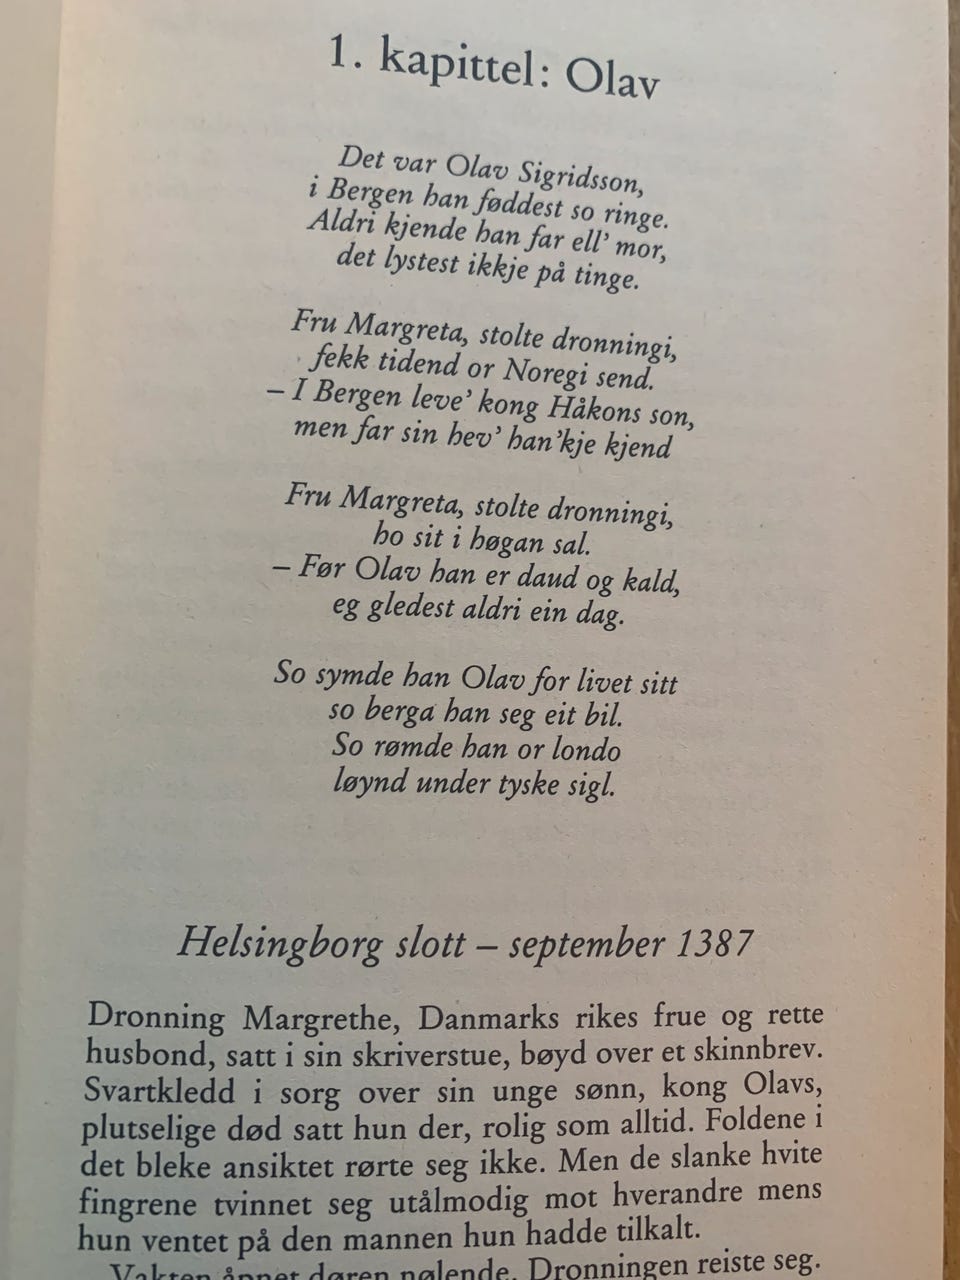 1. kapittel: Olav
Det var Olav Sigridsson,
i Bergen han føddest so ringe.
Aldri kjende han far ell' mor,
det lystest ikkje på tinge.
Fru Margreta, stolte dronningi,
fekk tidend or Noregi send.
– I Bergen leve' kong Håkons son,
men far sin hev' han'kje kjend
Fru Margreta, stolte dronningi,
ho sit i høgan sal.
– Før Olav han er daud og kald,
eg gledest aldri ein dag.
So symde han Olav for livet sitt
so berga han seg eit bil.
So rømde han or londo
løynd under tyske sigl.
Helsingborg slott – september 1387
Dronning Margrethe, Danmarks rikes frue og rette
husbond, satt i sin skriverstue, bøyd over et skinnbrev.
Svartkledd i sorg over sin unge sønn, kong Olavs,
plutselige død satt hun der, rolig som alltid. Foldene i
det bleke ansiktet rørte seg ikke. Men de slanke hvite
fingrene tvinnet seg utålmodig mot hverandre mens
hun ventet på den mannen hun hadde tilkalt.
Vakten åpnet døren nølende. Dronningen reiste seg.